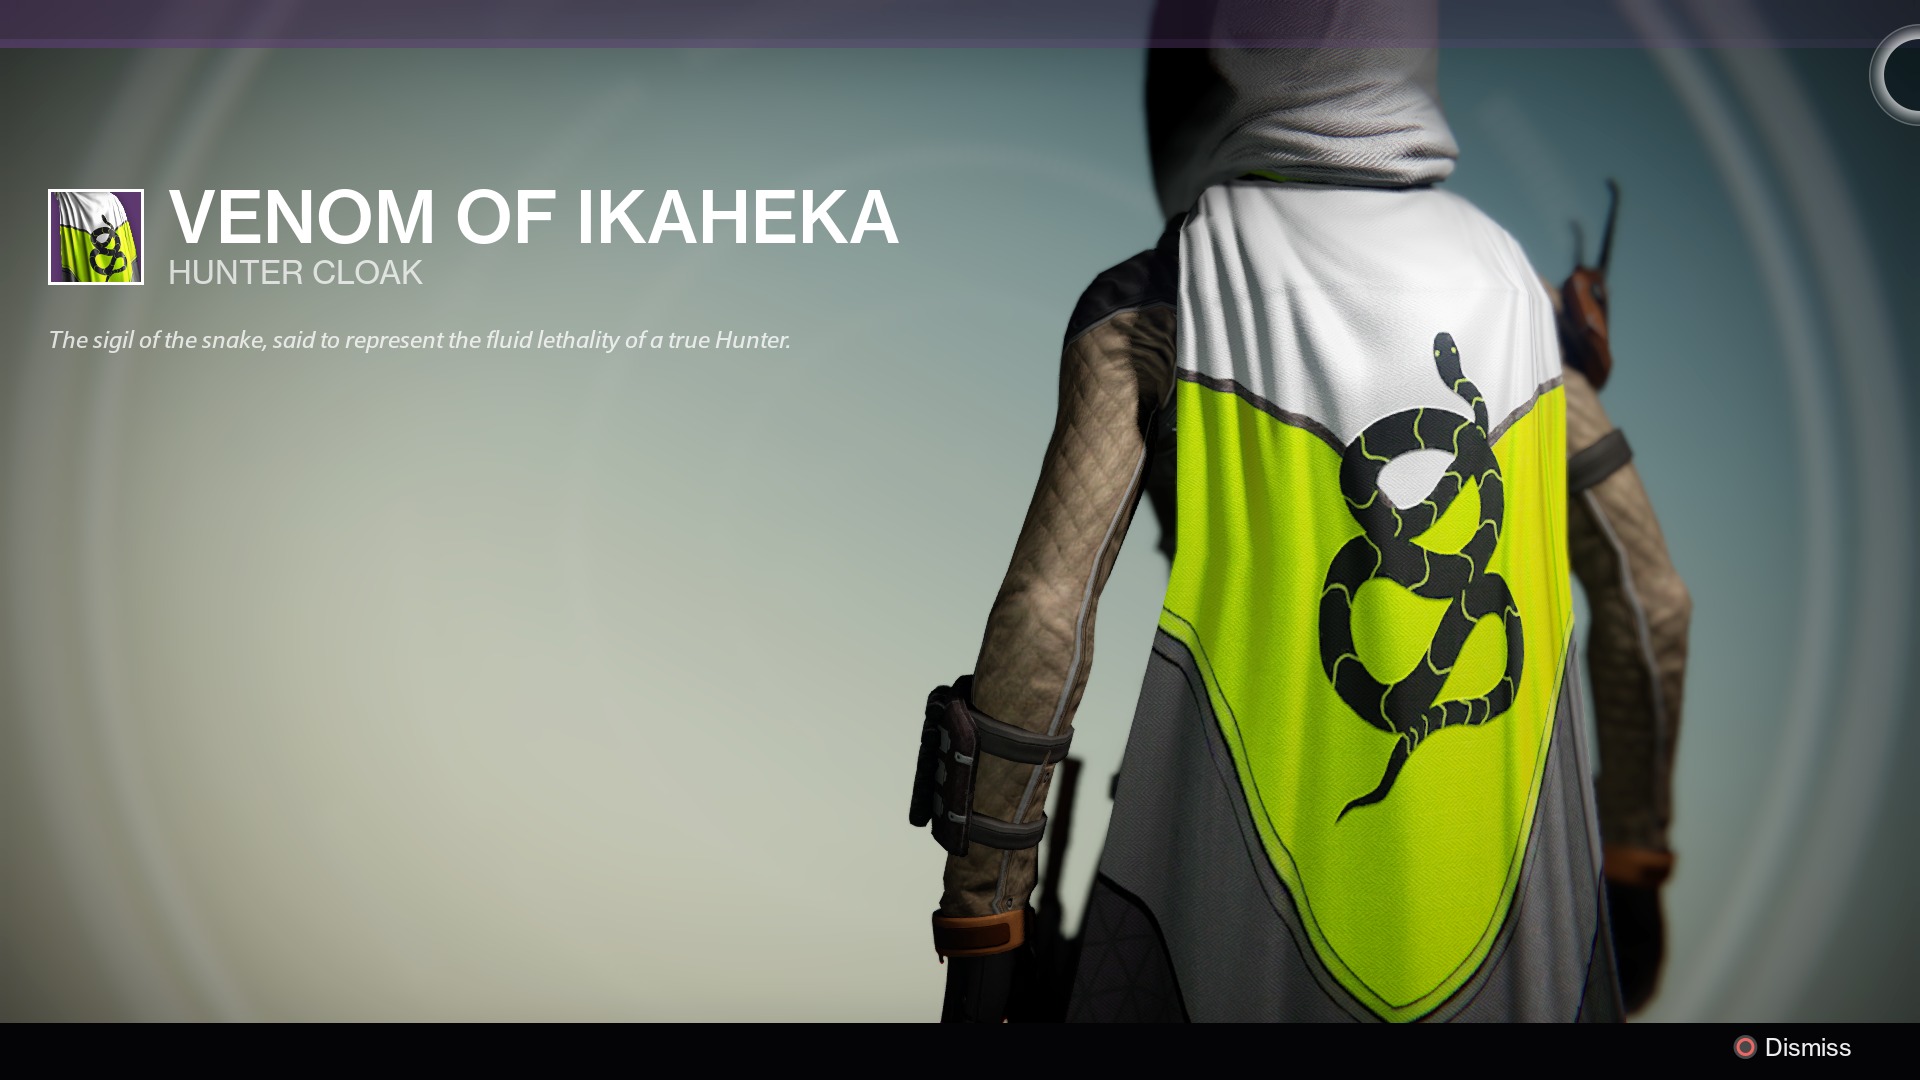 VENOM OF IKAHEKA
HUNTER CLOAK
The sigil of the snake, said to represent the fluid lethality of a true Hunter.
Dismiss